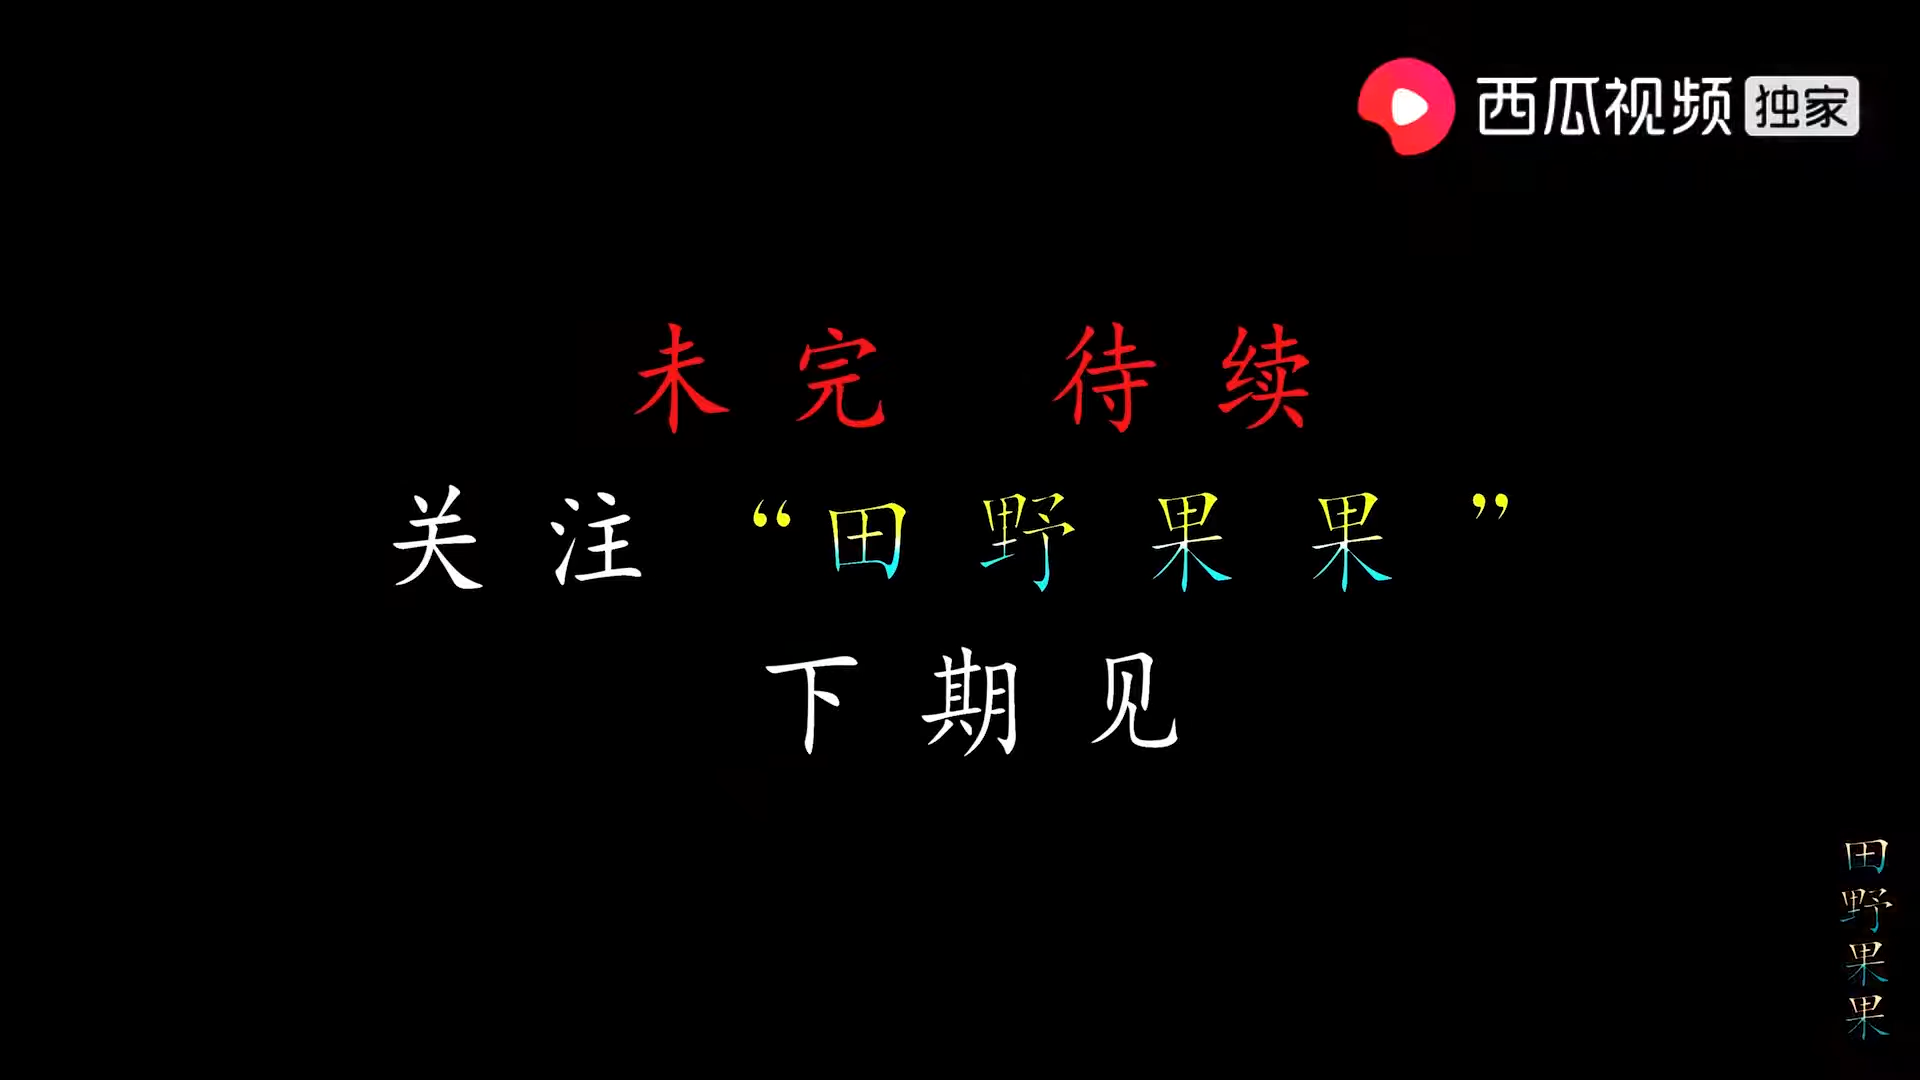 西瓜视频 独家
未完 待续
关注“田野果果”
下期见
田野果果